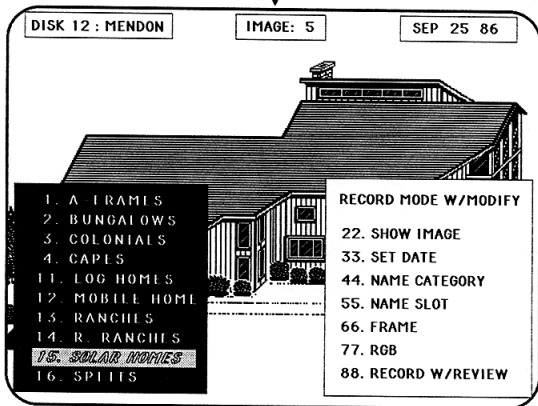 DISK 12 : MENDON
IMAGE: 5
SEP 25 86
1. A-FRAMES
2. BUNGALOWS
3. COLONIALS
4. CAPES
11. LOG HOMES
12. MOBILE HOME
13. RANCHES
14. R. RANCHES
15. SOLAR HOMES
16. SPLITS
RECORD MODE W/MODIFY
22. SHOW IMAGE
33. SET DATE
44. NAME CATEGORY
55. NAME SLOT
66. FRAME
77. RGB
88. RECORD W/REVIEW